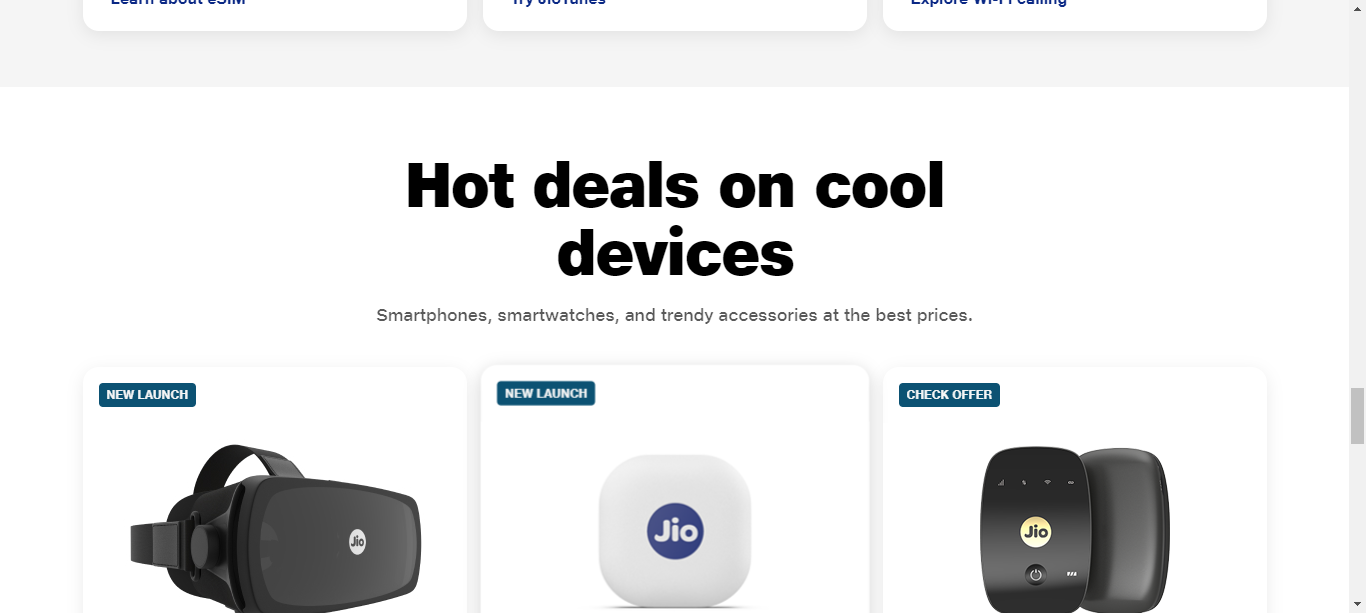 Learn about eSIM
Try JioTunes
Explore Wi-Fi calling
Hot deals on cool
devices
Smartphones, smartwatches, and trendy accessories at the best prices.
NEW LAUNCH
NEW LAUNCH
CHECK OFFER
Jio
Jio
Jio